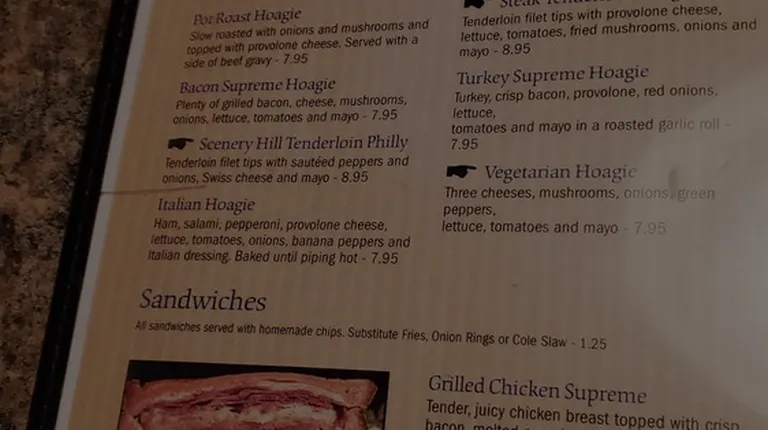 Pot Roast Hoagie
Slow roasted with onions and mushrooms and
topped with provolone cheese. Served with a
side of beef gravy - 7.95
Bacon Supreme Hoagie
Plenty of grilled bacon, cheese, mushrooms,
onions, lettuce, tomatoes and mayo - 7.95
Scenery Hill Tenderloin Philly
Tenderloin filet tips with sautéed peppers and
onions, Swiss cheese and mayo - 8.95
Italian Hoagie
Ham, salami, pepperoni, provolone cheese,
lettuce, tomatoes, onions, banana peppers and
Italian dressing. Baked until piping hot - 7.95
Steak
Tenderloin filet tips with provolone cheese,
lettuce, tomatoes, fried mushrooms, onions and
mayo - 8.95
Turkey Supreme Hoagie
Turkey, crisp bacon, provolone, red onions,
lettuce,
tomatoes and mayo in a roasted garlic roll -
7.95
Vegetarian Hoagie
Three cheeses, mushrooms, onions, green
peppers,
lettuce, tomatoes and mayo - 7.95
Sandwiches
All sandwiches served with homemade chips. Substitute Fries, Onion Rings or Cole Slaw - 1.25
Grilled Chicken Supreme
Tender, juicy chicken breast topped with crisp
bacon, melted